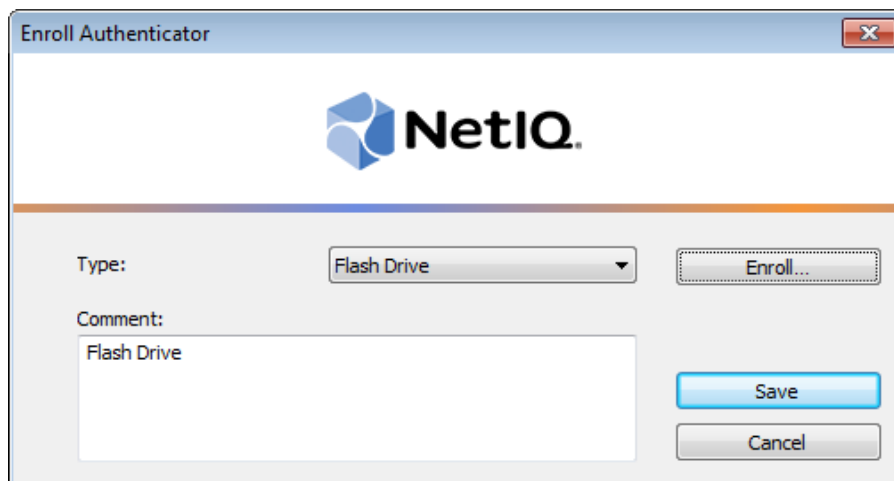 Enroll Authenticator
NetIQ.
Type:
Flash Drive
Enroll...
Comment:
Flash Drive
Save
Cancel